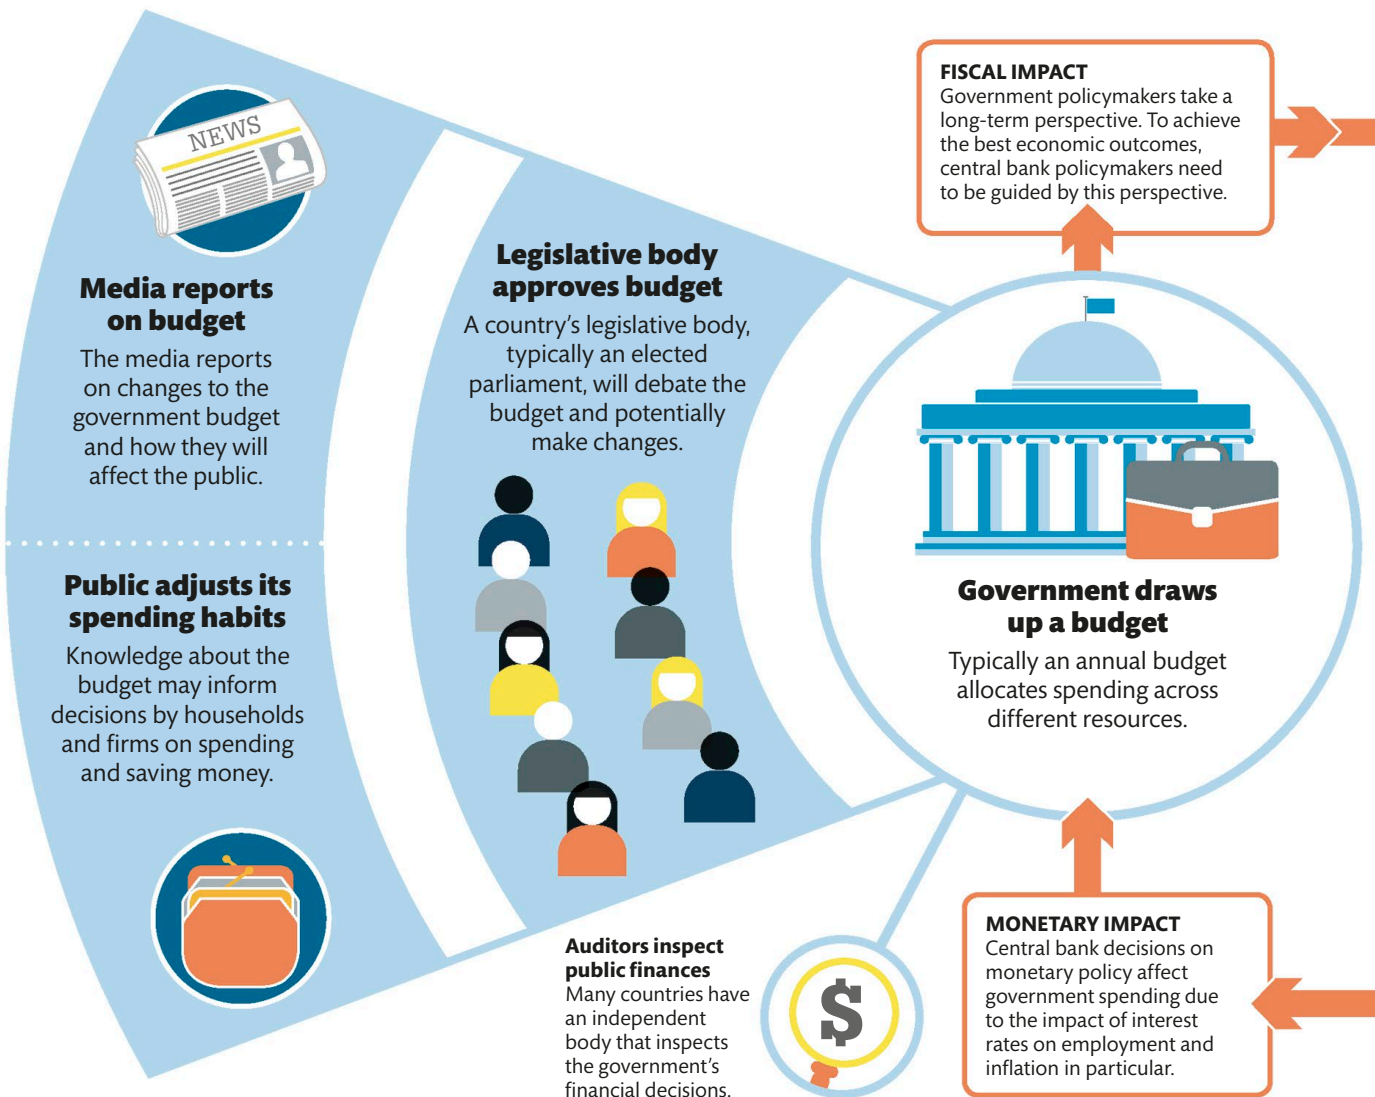 NEWS
Media reports
on budget
The media reports
on changes to the
government budget
and how they will
affect the public.
Public adjusts its
spending habits
Knowledge about the
budget may inform
decisions by households
and firms on spending
and saving money.
Legislative body
approves budget
A country’s legislative body,
typically an elected
parliament, will debate the
budget and potentially
make changes.
Auditors inspect
public finances
Many countries have
an independent
body that inspects
the government’s
financial decisions.
$
FISCAL IMPACT
Government policymakers take a
long-term perspective. To achieve
the best economic outcomes,
central bank policymakers need
to be guided by this perspective.
Government draws
up a budget
Typically an annual budget
allocates spending across
different resources.
MONETARY IMPACT
Central bank decisions on
monetary policy affect
government spending due
to the impact of interest
rates on employment and
inflation in particular.